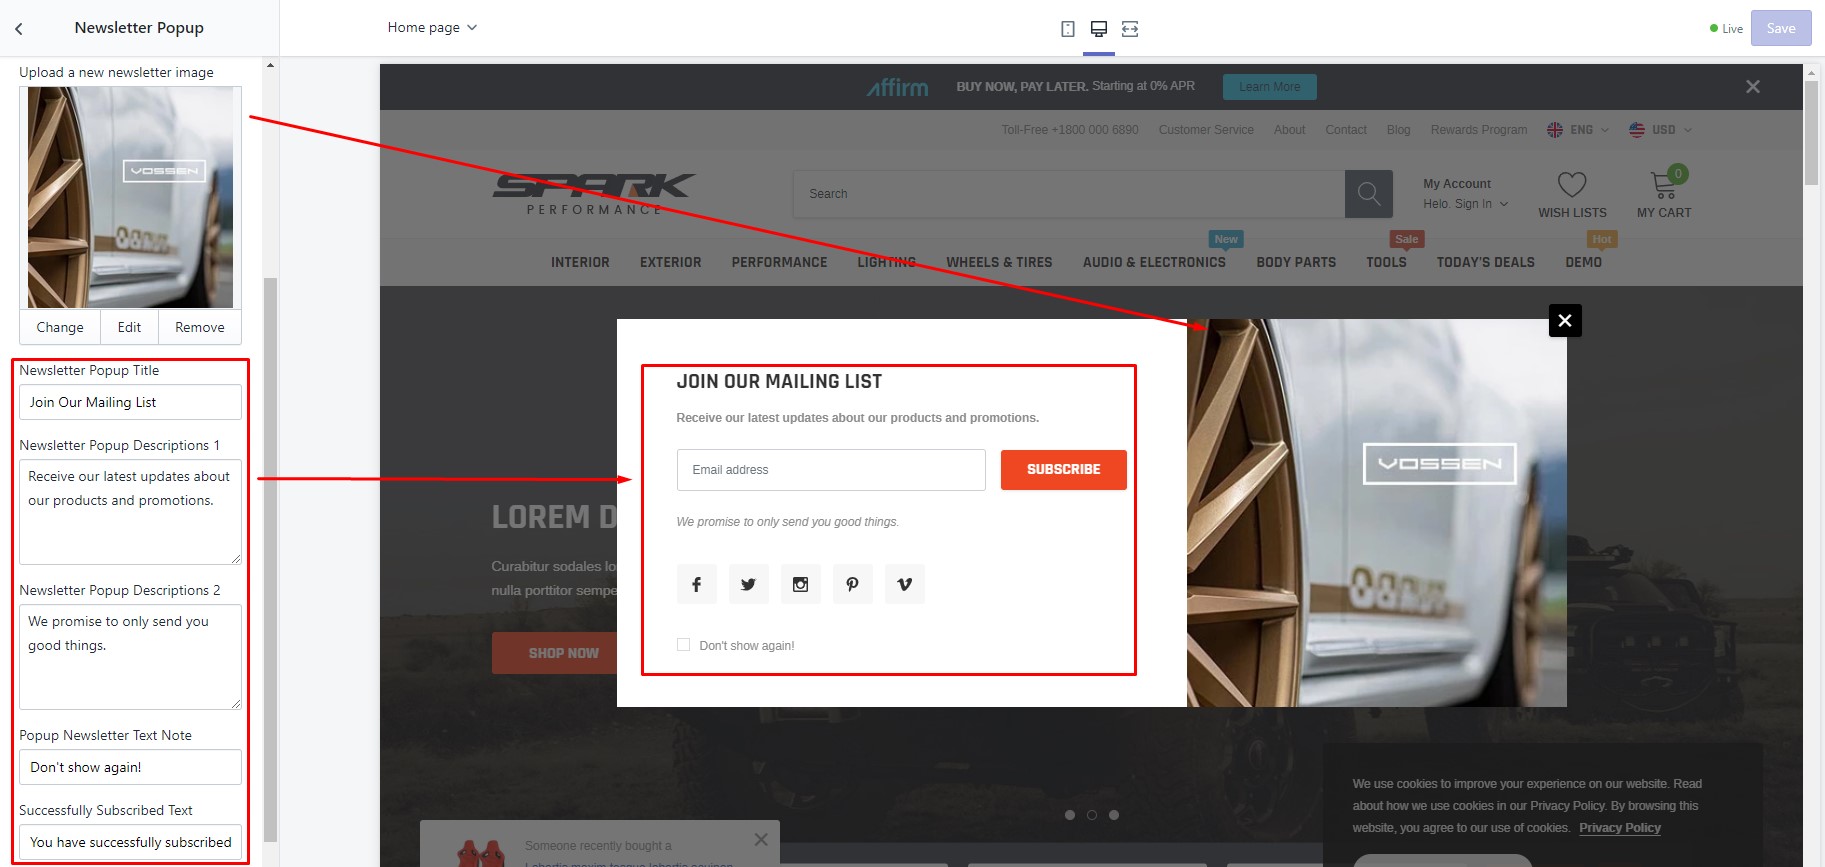 Newsletter Popup
Home page
Live
Save
Upload a new newsletter image
VOSSEN
Change
Edit
Remove
Newsletter Popup Title
Join Our Mailing List
Newsletter Popup Descriptions 1
Receive our latest updates about
our products and promotions.
Newsletter Popup Descriptions 2
We promise to only send you
good things.
Popup Newsletter Text Note
Don't show again!
Successfully Subscribed Text
You have successfully subscribed
affirm
BUY NOW, PAY LATER. Starting at 0% APR
Learn More
Toll-Free +1800 000 6890
Customer Service
About
Contact
Blog
Rewards Program
ENG
USD
SPARK
PERFORMANCE
Search
My Account
Helo. Sign In
WISH LISTS
0
MY CART
New
Sale
Hot
INTERIOR
EXTERIOR
PERFORMANCE
LIGHTING
WHEELS & TIRES
AUDIO & ELECTRONICS
BODY PARTS
TOOLS
TODAY'S DEALS
DEMO
JOIN OUR MAILING LIST
Receive our latest updates about our products and promotions.
Email address
SUBSCRIBE
We promise to only send you good things.
Don't show again!
VOSSEN
LOREM D
Curabitur sodales lo
nulla porttitor sempe
SHOP NOW
We use cookies to improve your experience on our website. Read
about how we use cookies in our Privacy Policy. By browsing this
website, you agree to our use of cookies. Privacy Policy
Someone recently bought a